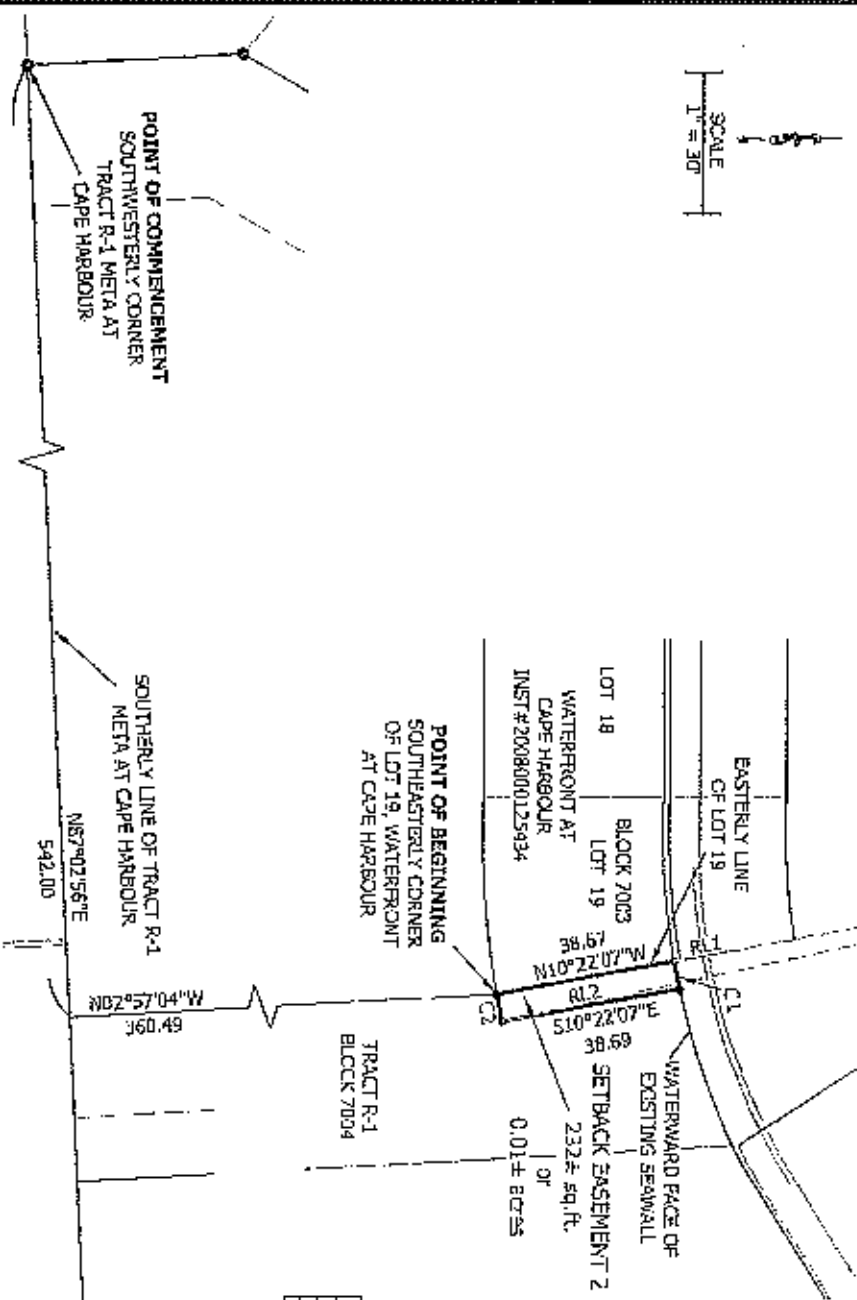 SCALE
1" = 30'
POINT OF COMMENCEMENT
SOUTHWESTERLY CORNER
TRACT R-1 META AT
CAPE HARBOUR
SOUTHERLY LINE OF TRACT R-1
META AT CAPE HARBOUR
N87°02'56"E
542.00
N02°57'04"W
360.49
POINT OF BEGINNING
SOUTHEASTERLY CORNER
OF LOT 19, WATERFRONT
AT CAPE HARBOUR
LOT 18
WATERFRONT AT
CAPE HARBOUR
INST#2008000125434
BLOCK 7003
LOT 19
EASTERLY LINE
OF LOT 19
38.67
N10°22'07"W
RL1
RL2
S10°22'07"E
38.69
C1
C2
WATERWARD FACE OF
EXISTING SEAWALL
SETBACK EASEMENT 2
232± sq.ft.
or
0.01± acres
TRACT R-1
BLOCK 7004